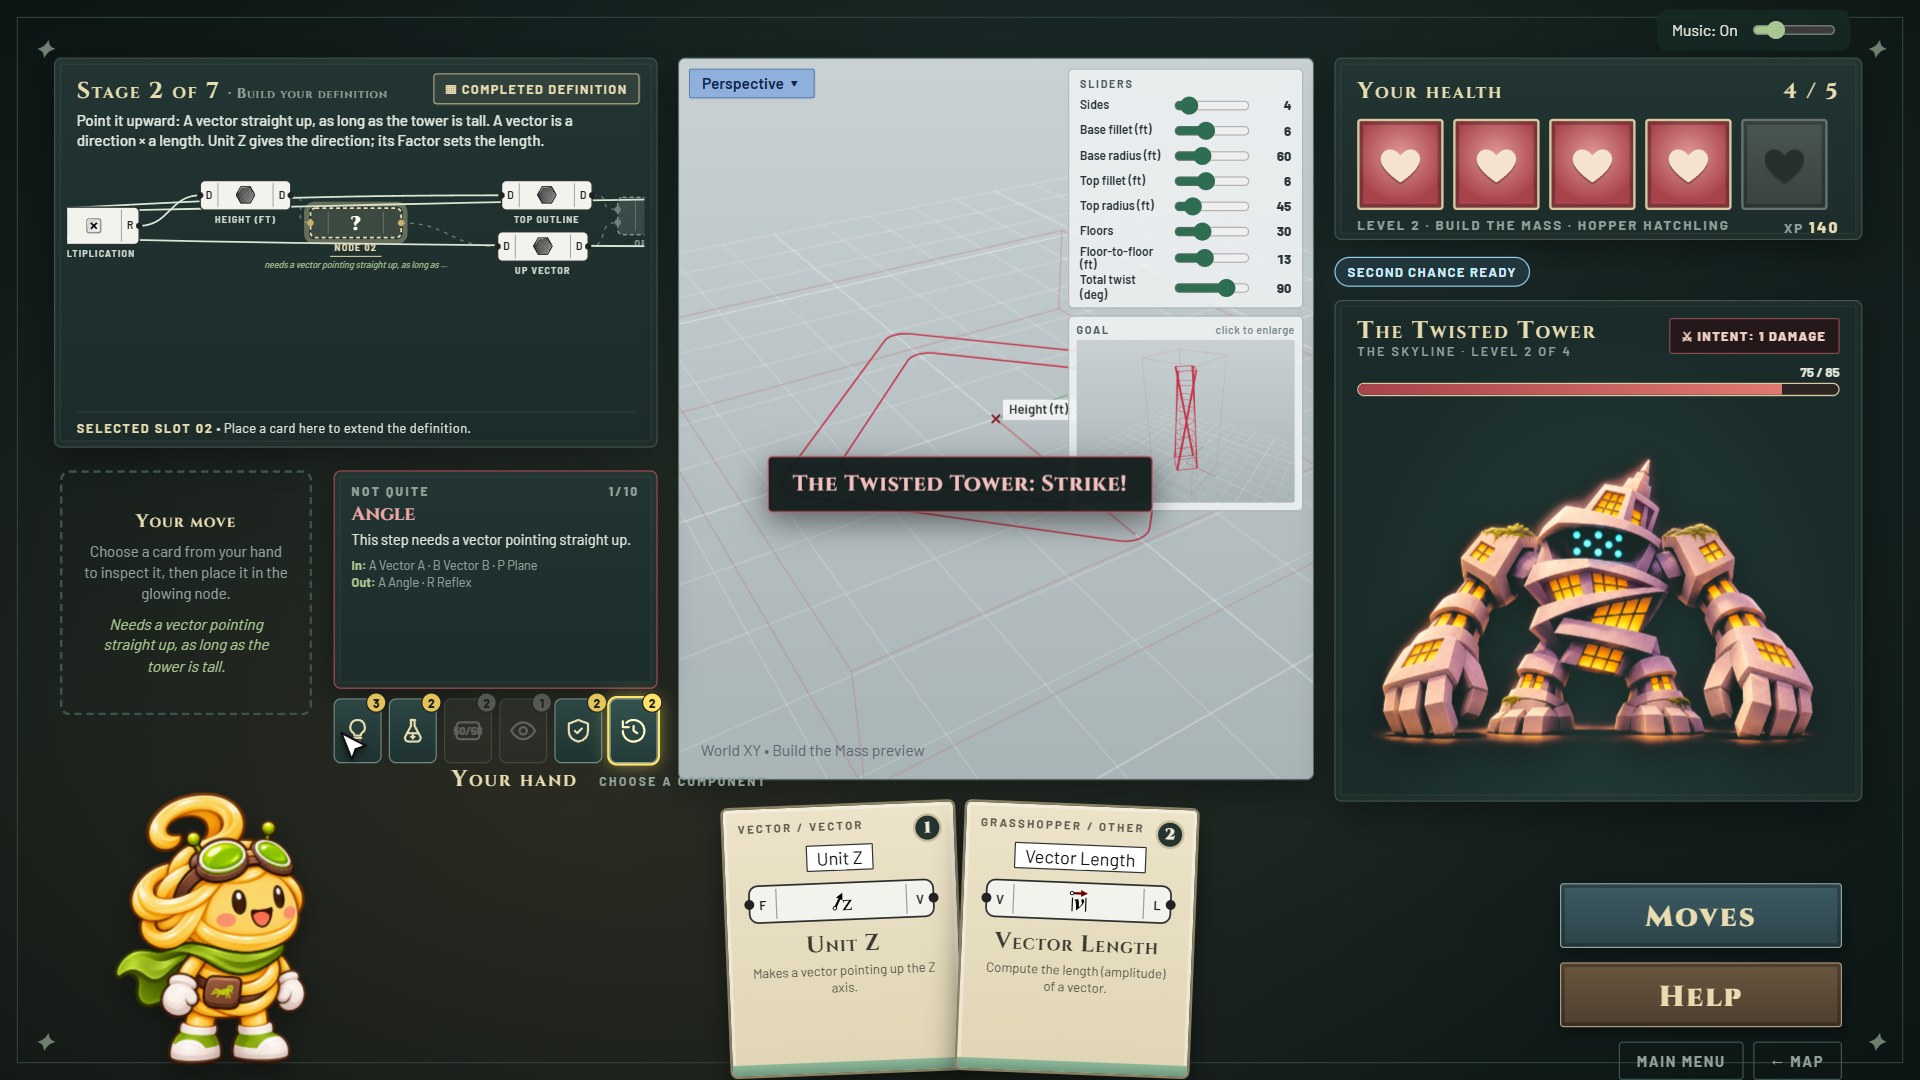 Music: On
STAGE 2 OF 7 · BUILD YOUR DEFINITION
COMPLETED DEFINITION
Point it upward: A vector straight up, as long as the tower is tall. A vector is a
direction × a length. Unit Z gives the direction; its Factor sets the length.
R
LTIPLICATION
D D
HEIGHT (FT)
?
NODE 02
needs a vector pointing straight up, as long as ...
D D
TOP OUTLINE
D D
UP VECTOR
SELECTED SLOT 02 • Place a card here to extend the definition.
YOUR MOVE
Choose a card from your hand
to inspect it, then place it in the
glowing node.
Needs a vector pointing
straight up, as long as the
tower is tall.
NOT QUITE 1/10
ANGLE
This step needs a vector pointing straight up.
In: A Vector A · B Vector B · P Plane
Out: A Angle · R Reflex
3 2 2 1 2 2
50/50
YOUR HAND CHOOSE A COMPONENT
Perspective ▼
SLIDERS
Sides 4
Base fillet (ft) 6
Base radius (ft) 60
Top fillet (ft) 6
Top radius (ft) 45
Floors 30
Floor-to-floor
(ft) 13
Total twist
(deg) 90
GOAL click to enlarge
Height (ft)
THE TWISTED TOWER: STRIKE!
World XY • Build the Mass preview
YOUR HEALTH 4 / 5
LEVEL 2 · BUILD THE MASS · HOPPER HATCHLING XP 140
SECOND CHANCE READY
THE TWISTED TOWER
THE SKYLINE · LEVEL 2 OF 4
INTENT: 1 DAMAGE
75 / 85
VECTOR / VECTOR 1
Unit Z
F Z V
UNIT Z
Makes a vector pointing up the Z
axis.
GRASSHOPPER / OTHER 2
Vector Length
V |V| L
VECTOR LENGTH
Compute the length (amplitude)
of a vector.
MOVES
HELP
MAIN MENU
← MAP